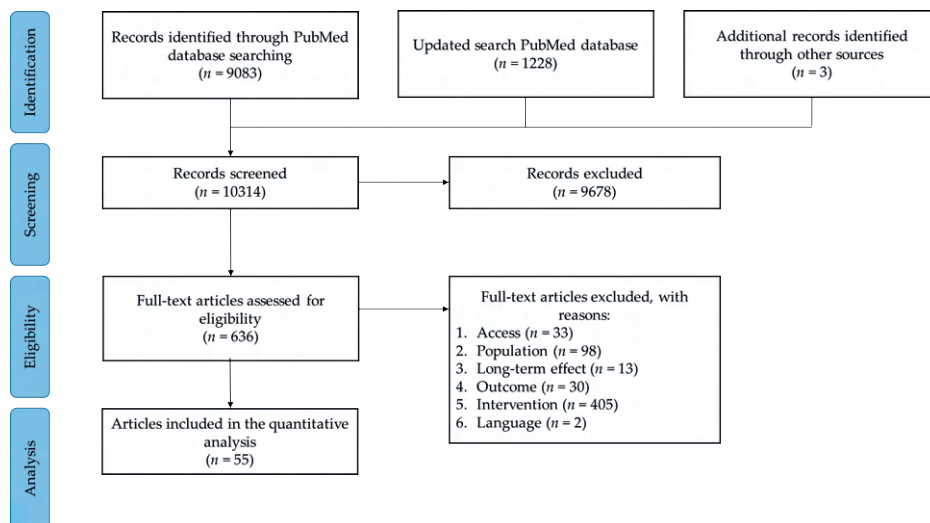 Identification
Records identified through PubMed
database searching
(n = 9083)
Updated search PubMed database
(n = 1228)
Additional records identified
through other sources
(n = 3)
Screening
Records screened
(n = 10314)
Records excluded
(n = 9678)
Eligibility
Full-text articles assessed for
eligibility
(n = 636)
Full-text articles excluded, with
reasons:
1. Access (n = 33)
2. Population (n = 98)
3. Long-term effect (n = 13)
4. Outcome (n = 30)
5. Intervention (n = 405)
6. Language (n = 2)
Analysis
Articles included in the quantitative
analysis
(n = 55)